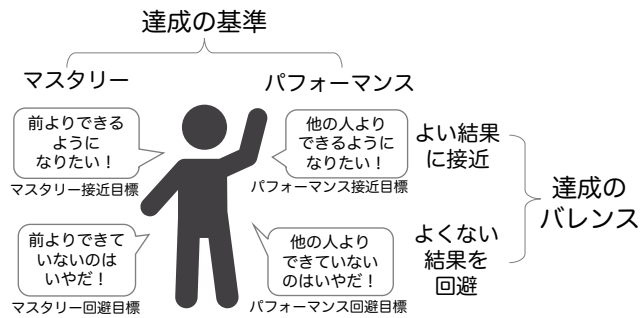 達成の基準
マスタリー
パフォーマンス
前よりできる
ように
なりたい！
マスタリー接近目標
他の人より
できるように
なりたい！
パフォーマンス接近目標
よい結果
に接近
前よりできて
いないのは
いやだ！
マスタリー回避目標
他の人より
できていない
のはいやだ！
パフォーマンス回避目標
よくない
結果を
回避
達成の
バレンス